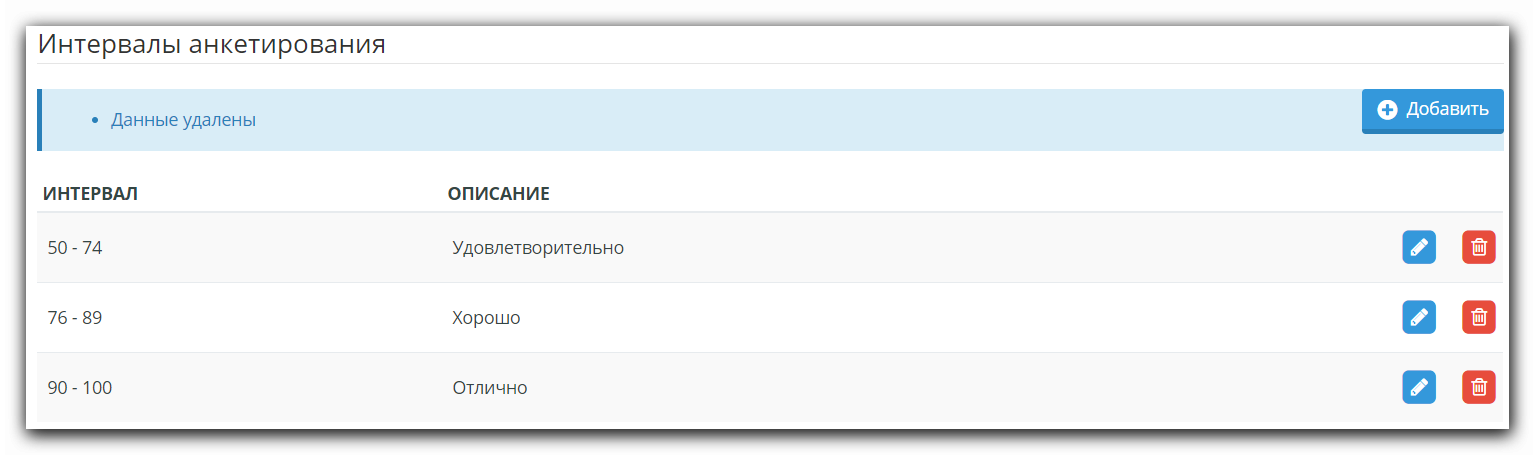 Интервалы анкетирования
Данные удалены
Добавить
ИНТЕРВАЛ ОПИСАНИЕ
50 - 74 Удовлетворительно
76 - 89 Хорошо
90 - 100 Отлично